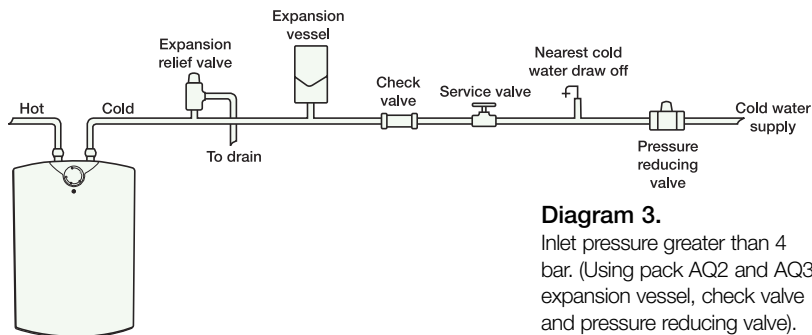 Expansion
vessel
Expansion
relief valve
Nearest cold
water draw off
Check
valve
Service valve
Hot
Cold
Cold water
supply
To drain
Pressure
reducing
valve
Diagram 3.
Inlet pressure greater than 4
bar. (Using pack AQ2 and AQ3
expansion vessel, check valve
and pressure reducing valve).